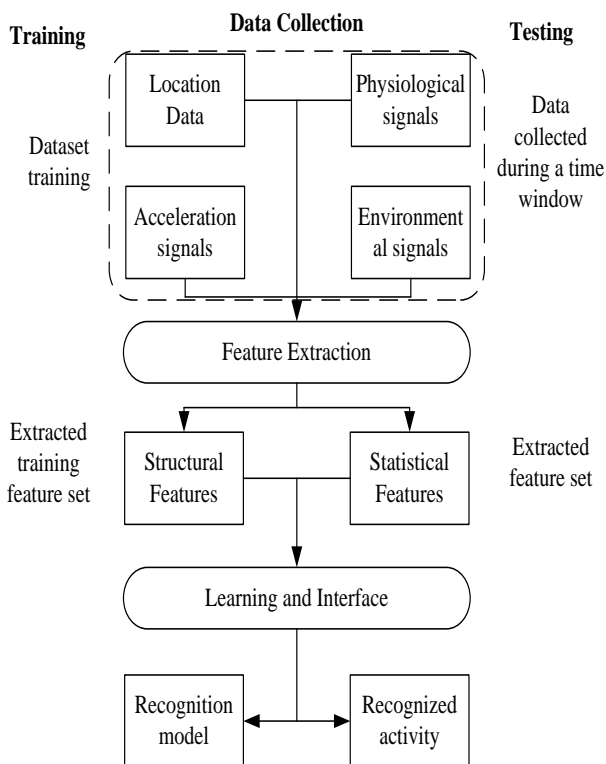 Training
Data Collection
Testing
Location
Data
Physiological
signals
Dataset
training
Data
collected
during a time
window
Acceleration
signals
Environment
al signals
Feature Extraction
Extracted
training
feature set
Structural
Features
Statistical
Features
Extracted
feature set
Learning and Interface
Recognition
model
Recognized
activity